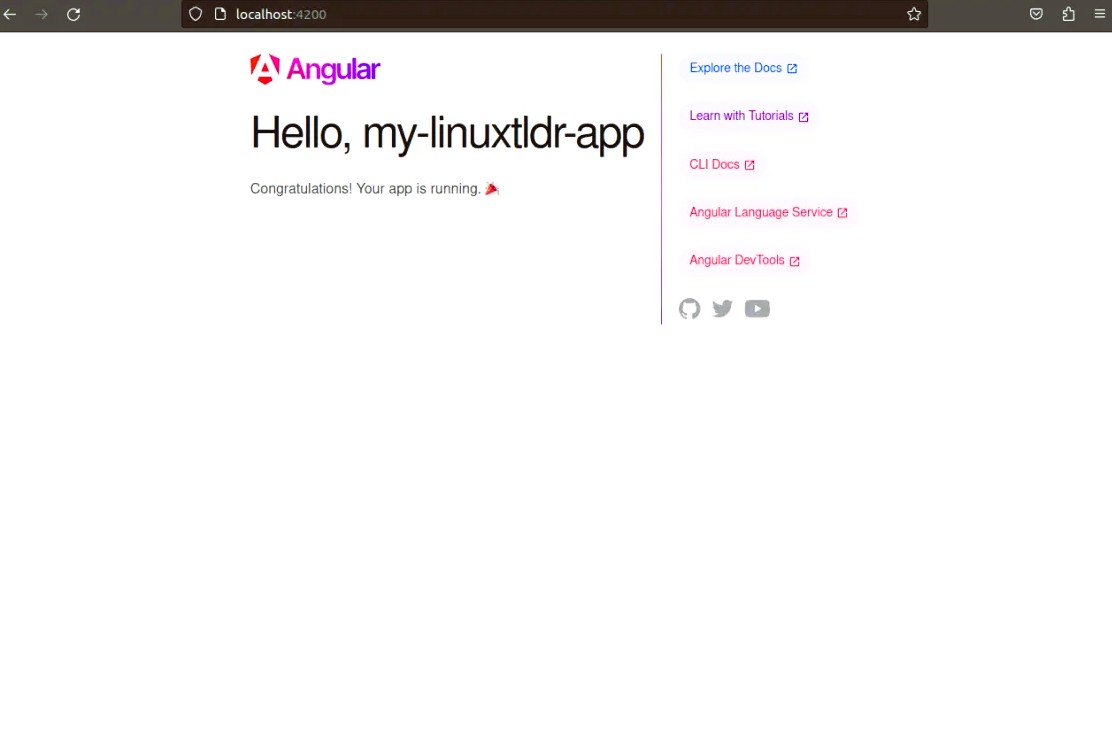 localhost:4200
Angular
Hello, my-linuxtldr-app
Congratulations! Your app is running. 🎉
Explore the Docs
Learn with Tutorials
CLI Docs
Angular Language Service
Angular DevTools